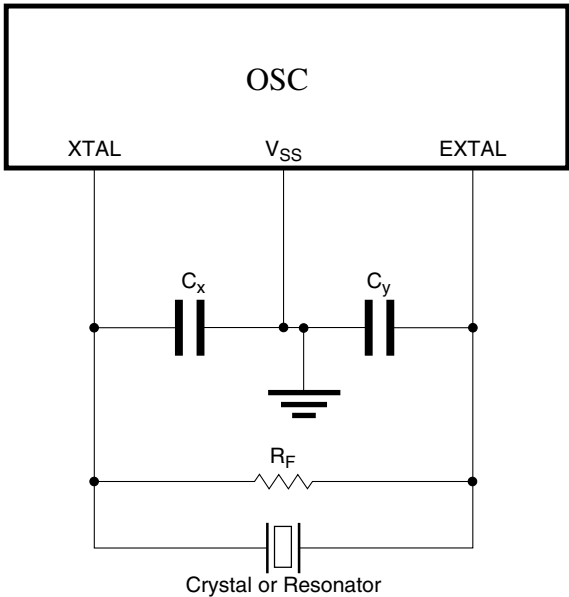 OSC
XTAL VSS EXTAL
Cx Cy
RF
Crystal or Resonator